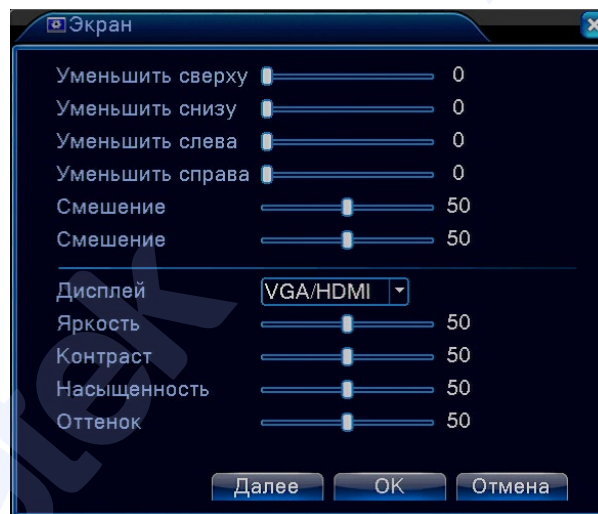 Экран
Уменьшить сверху 0
Уменьшить снизу 0
Уменьшить слева 0
Уменьшить справа 0
Смешение 50
Смешение 50
Дисплей VGA/HDMI
Яркость 50
Контраст 50
Насыщенность 50
Оттенок 50
Далее OK Отмена